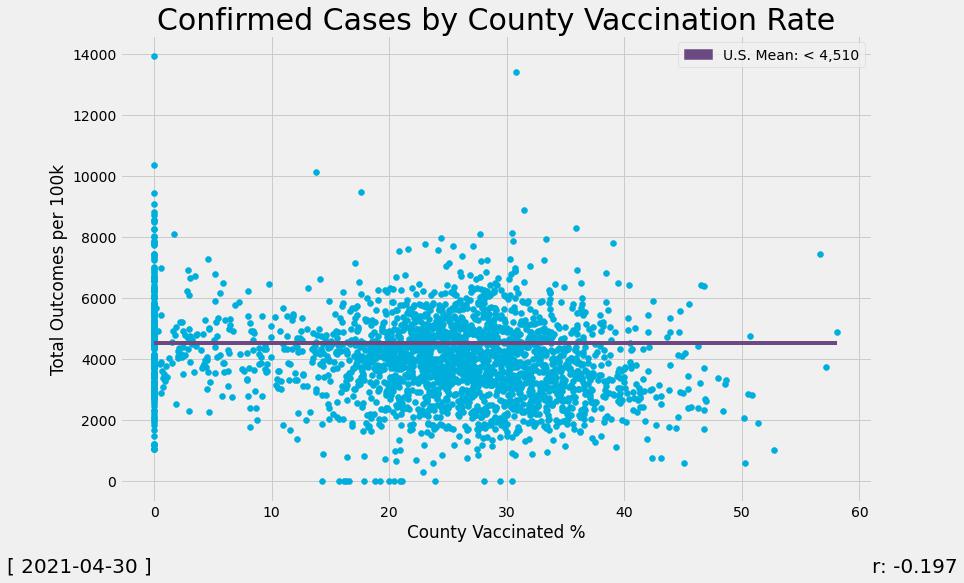 Confirmed Cases by County Vaccination Rate
U.S. Mean: < 4,510
Total Outcomes per 100k
14000
12000
10000
8000
6000
4000
2000
0
0 10 20 30 40 50 60
County Vaccinated %
[ 2021-04-30 ]
r: -0.197